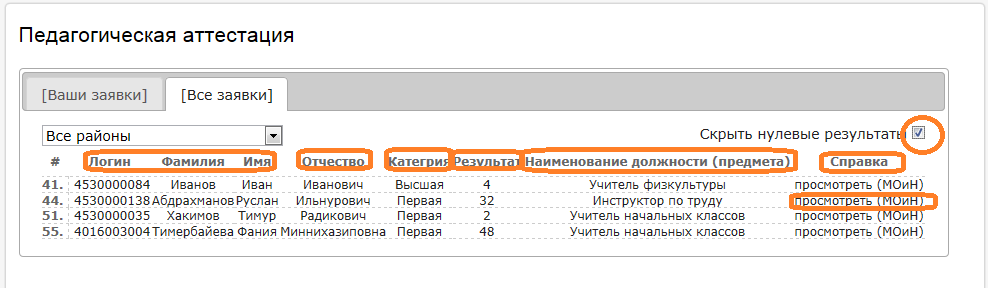 Педагогическая аттестация
[Ваши заявки] [Все заявки]
Все районы Скрыть нулевые результаты
# Логин Фамилия Имя Отчество Категрия Результат Наименование должности (предмета) Справка
41. 4530000084 Иванов Иван Иванович Высшая 4 Учитель физкультуры просмотреть (МОиН)
44. 4530000138 Абдрахманов Руслан Ильнурович Первая 32 Инструктор по труду просмотреть (МОиН)
51. 4530000035 Хакимов Тимур Радикович Первая 2 Учитель начальных классов просмотреть (МОиН)
55. 4016003004 Тимербайева Фания Миннихазиповна Первая 48 Учитель начальных классов просмотреть (МОиН)